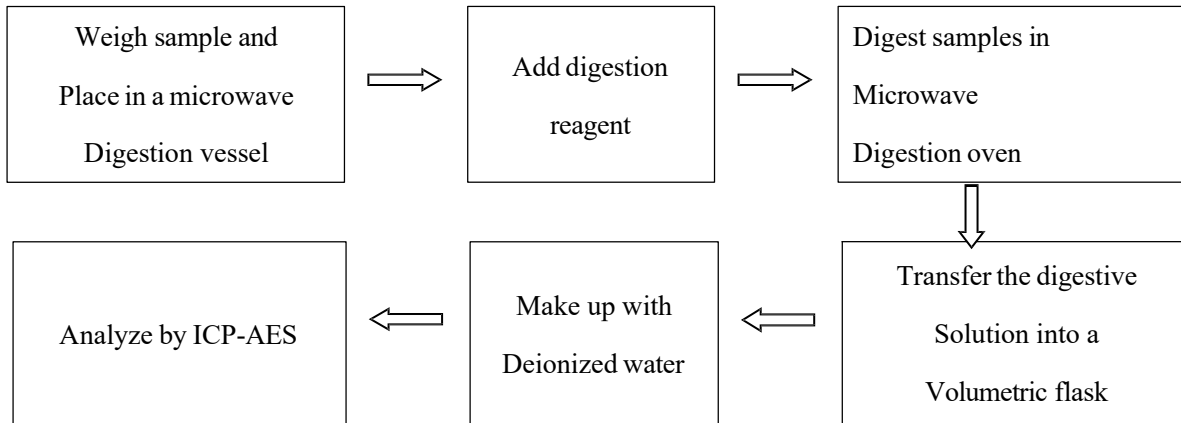 Weigh sample and
Place in a microwave
Digestion vessel
Add digestion
reagent
Digest samples in
Microwave
Digestion oven
Transfer the digestive
Solution into a
Volumetric flask
Make up with
Deionized water
Analyze by ICP-AES